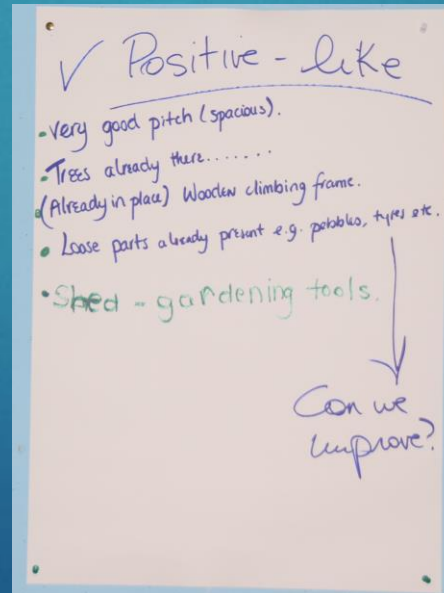 ✓ Positive - like
• Very good pitch (spacious).
• Trees already there.......
• (Already in place) Wooden climbing frame.
• Loose parts already present e.g. pebbles, tyres etc.
• Shed - gardening tools.
Can we
improve?